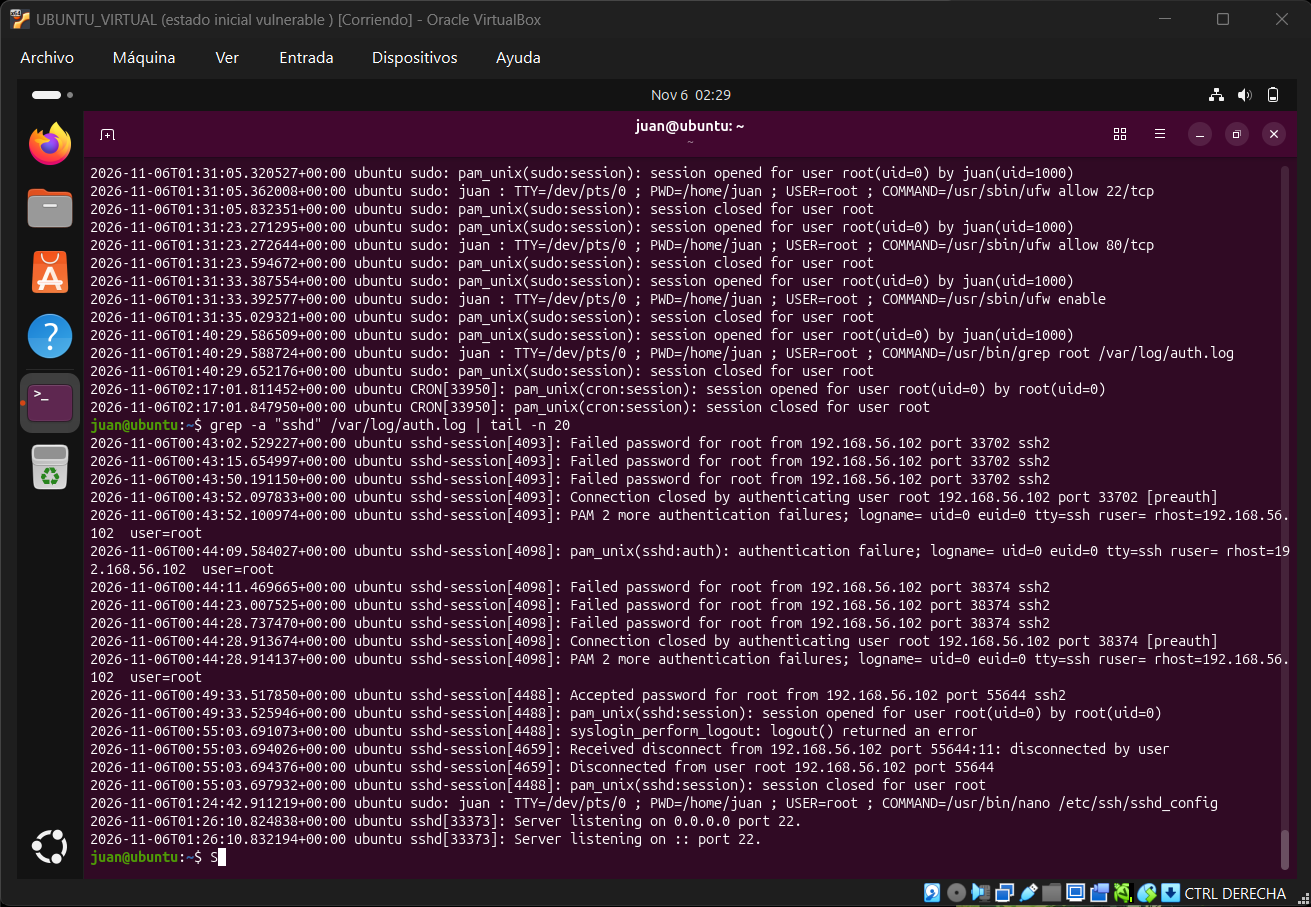 UBUNTU_VIRTUAL (estado inicial vulnerable ) [Corriendo] - Oracle VirtualBox
Archivo Máquina Ver Entrada Dispositivos Ayuda
Nov 6 02:29
juan@ubuntu: ~
~
2026-11-06T01:31:05.320527+00:00 ubuntu sudo: pam_unix(sudo:session): session opened for user root(uid=0) by juan(uid=1000)
2026-11-06T01:31:05.362008+00:00 ubuntu sudo: juan : TTY=/dev/pts/0 ; PWD=/home/juan ; USER=root ; COMMAND=/usr/sbin/ufw allow 22/tcp
2026-11-06T01:31:05.832351+00:00 ubuntu sudo: pam_unix(sudo:session): session closed for user root
2026-11-06T01:31:23.271295+00:00 ubuntu sudo: pam_unix(sudo:session): session opened for user root(uid=0) by juan(uid=1000)
2026-11-06T01:31:23.272644+00:00 ubuntu sudo: juan : TTY=/dev/pts/0 ; PWD=/home/juan ; USER=root ; COMMAND=/usr/sbin/ufw allow 80/tcp
2026-11-06T01:31:23.594672+00:00 ubuntu sudo: pam_unix(sudo:session): session closed for user root
2026-11-06T01:31:33.387554+00:00 ubuntu sudo: pam_unix(sudo:session): session opened for user root(uid=0) by juan(uid=1000)
2026-11-06T01:31:33.392577+00:00 ubuntu sudo: juan : TTY=/dev/pts/0 ; PWD=/home/juan ; USER=root ; COMMAND=/usr/sbin/ufw enable
2026-11-06T01:31:35.029321+00:00 ubuntu sudo: pam_unix(sudo:session): session closed for user root
2026-11-06T01:40:29.586509+00:00 ubuntu sudo: pam_unix(sudo:session): session opened for user root(uid=0) by juan(uid=1000)
2026-11-06T01:40:29.588724+00:00 ubuntu sudo: juan : TTY=/dev/pts/0 ; PWD=/home/juan ; USER=root ; COMMAND=/usr/bin/grep root /var/log/auth.log
2026-11-06T01:40:29.652176+00:00 ubuntu sudo: pam_unix(sudo:session): session closed for user root
2026-11-06T02:17:01.811452+00:00 ubuntu CRON[33950]: pam_unix(cron:session): session opened for user root(uid=0) by root(uid=0)
2026-11-06T02:17:01.847950+00:00 ubuntu CRON[33950]: pam_unix(cron:session): session closed for user root
juan@ubuntu:~$ grep -a "sshd" /var/log/auth.log | tail -n 20
2026-11-06T00:43:02.529227+00:00 ubuntu sshd-session[4093]: Failed password for root from 192.168.56.102 port 33702 ssh2
2026-11-06T00:43:15.654997+00:00 ubuntu sshd-session[4093]: Failed password for root from 192.168.56.102 port 33702 ssh2
2026-11-06T00:43:50.191150+00:00 ubuntu sshd-session[4093]: Failed password for root from 192.168.56.102 port 33702 ssh2
2026-11-06T00:43:52.097833+00:00 ubuntu sshd-session[4093]: Connection closed by authenticating user root 192.168.56.102 port 33702 [preauth]
2026-11-06T00:43:52.100974+00:00 ubuntu sshd-session[4093]: PAM 2 more authentication failures; logname= uid=0 euid=0 tty=ssh ruser= rhost=192.168.56.
102  user=root
2026-11-06T00:44:09.584027+00:00 ubuntu sshd-session[4098]: pam_unix(sshd:auth): authentication failure; logname= uid=0 euid=0 tty=ssh ruser= rhost=19
2.168.56.102  user=root
2026-11-06T00:44:11.469665+00:00 ubuntu sshd-session[4098]: Failed password for root from 192.168.56.102 port 38374 ssh2
2026-11-06T00:44:23.007525+00:00 ubuntu sshd-session[4098]: Failed password for root from 192.168.56.102 port 38374 ssh2
2026-11-06T00:44:28.737470+00:00 ubuntu sshd-session[4098]: Failed password for root from 192.168.56.102 port 38374 ssh2
2026-11-06T00:44:28.913674+00:00 ubuntu sshd-session[4098]: Connection closed by authenticating user root 192.168.56.102 port 38374 [preauth]
2026-11-06T00:44:28.914137+00:00 ubuntu sshd-session[4098]: PAM 2 more authentication failures; logname= uid=0 euid=0 tty=ssh ruser= rhost=192.168.56.
102  user=root
2026-11-06T00:49:33.517850+00:00 ubuntu sshd-session[4488]: Accepted password for root from 192.168.56.102 port 55644 ssh2
2026-11-06T00:49:33.525946+00:00 ubuntu sshd-session[4488]: pam_unix(sshd:session): session opened for user root(uid=0) by root(uid=0)
2026-11-06T00:55:03.691073+00:00 ubuntu sshd-session[4488]: syslogin_perform_logout: logout() returned an error
2026-11-06T00:55:03.694026+00:00 ubuntu sshd-session[4659]: Received disconnect from 192.168.56.102 port 55644:11: disconnected by user
2026-11-06T00:55:03.694376+00:00 ubuntu sshd-session[4659]: Disconnected from user root 192.168.56.102 port 55644
2026-11-06T00:55:03.697932+00:00 ubuntu sshd-session[4488]: pam_unix(sshd:session): session closed for user root
2026-11-06T01:24:42.911219+00:00 ubuntu sudo: juan : TTY=/dev/pts/0 ; PWD=/home/juan ; USER=root ; COMMAND=/usr/bin/nano /etc/ssh/sshd_config
2026-11-06T01:26:10.824838+00:00 ubuntu sshd[33373]: Server listening on 0.0.0.0 port 22.
2026-11-06T01:26:10.832194+00:00 ubuntu sshd[33373]: Server listening on :: port 22.
juan@ubuntu:~$ S
CTRL DERECHA